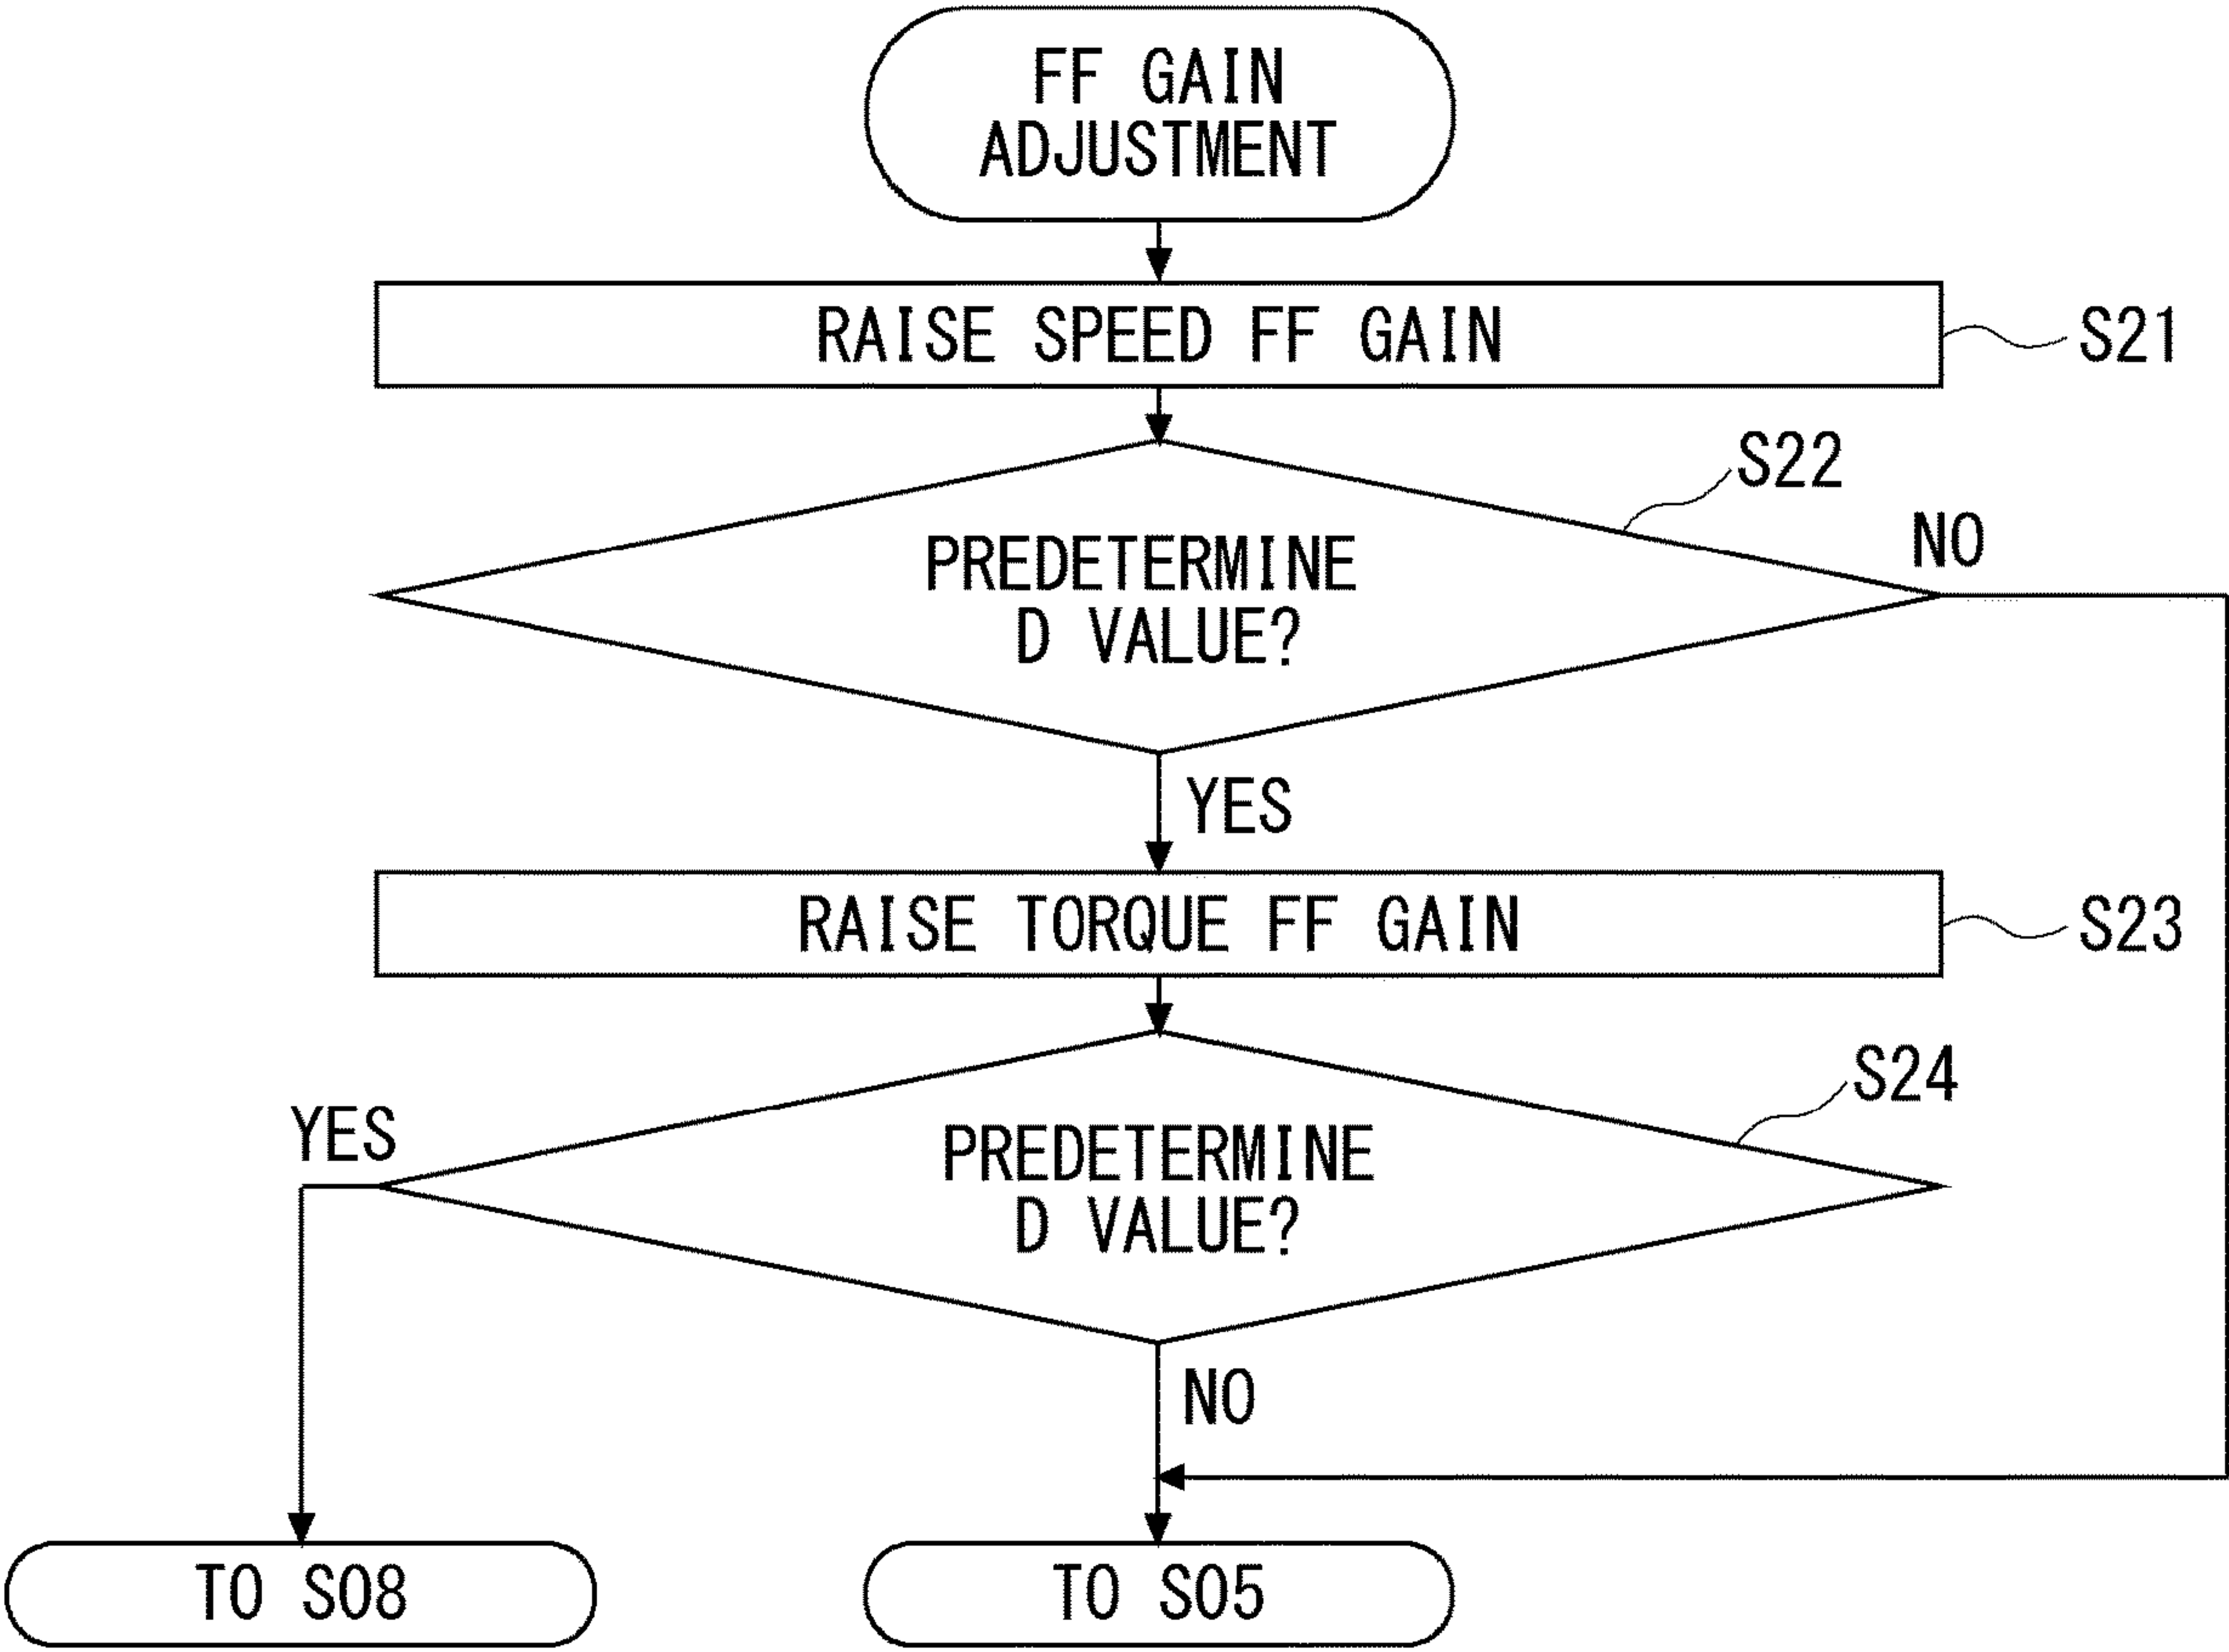 FF GAIN
ADJUSTMENT
RAISE SPEED FF GAIN
S21
S22
NO
PREDETERMINE
D VALUE?
YES
RAISE TORQUE FF GAIN
S23
S24
YES
PREDETERMINE
D VALUE?
NO
TO S08
TO S05